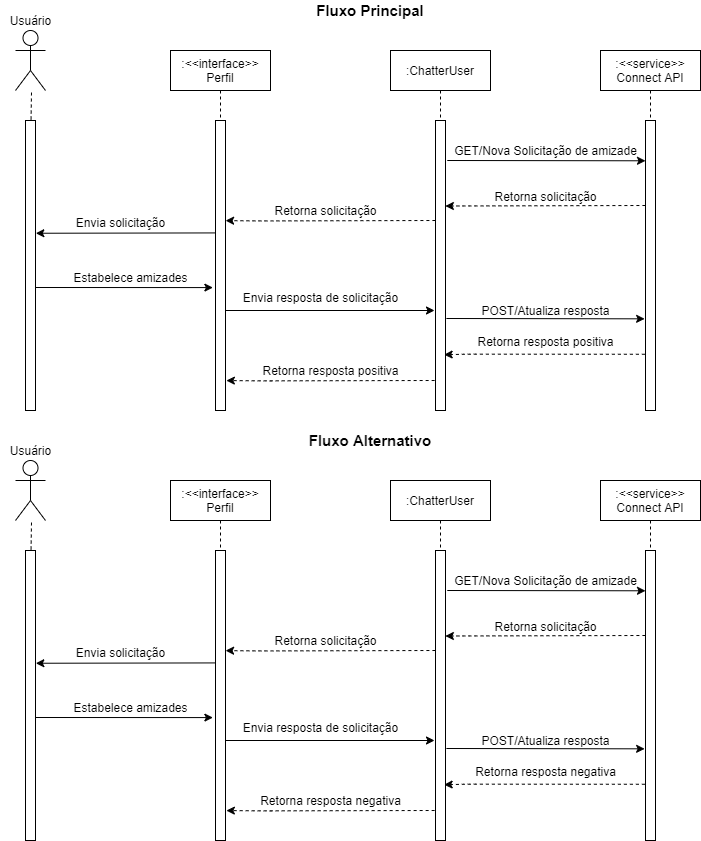 Fluxo Principal
Usuário
:<<interface>>
Perfil
:ChatterUser
:<<service>>
Connect API
GET/Nova Solicitação de amizade
Retorna solicitação
Retorna solicitação
Envia solicitação
Estabelece amizades
Envia resposta de solicitação
POST/Atualiza resposta
Retorna resposta positiva
Retorna resposta positiva
Fluxo Alternativo
Usuário
:<<interface>>
Perfil
:ChatterUser
:<<service>>
Connect API
GET/Nova Solicitação de amizade
Retorna solicitação
Retorna solicitação
Envia solicitação
Estabelece amizades
Envia resposta de solicitação
POST/Atualiza resposta
Retorna resposta negativa
Retorna resposta negativa